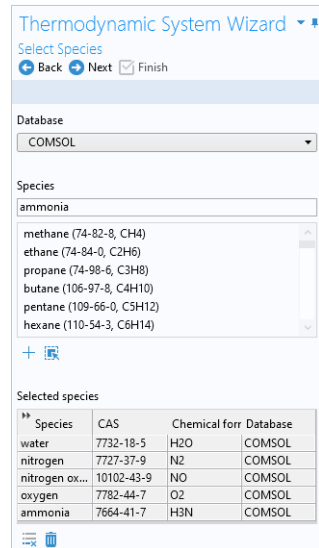 Thermodynamic System Wizard
Select Species
Back Next Finish
Database
COMSOL
Species
ammonia
methane (74-82-8, CH4)
ethane (74-84-0, C2H6)
propane (74-98-6, C3H8)
butane (106-97-8, C4H10)
pentane (109-66-0, C5H12)
hexane (110-54-3, C6H14)
Selected species
Species CAS Chemical forr Database
water 7732-18-5 H2O COMSOL
nitrogen 7727-37-9 N2 COMSOL
nitrogen ox... 10102-43-9 NO COMSOL
oxygen 7782-44-7 O2 COMSOL
ammonia 7664-41-7 H3N COMSOL